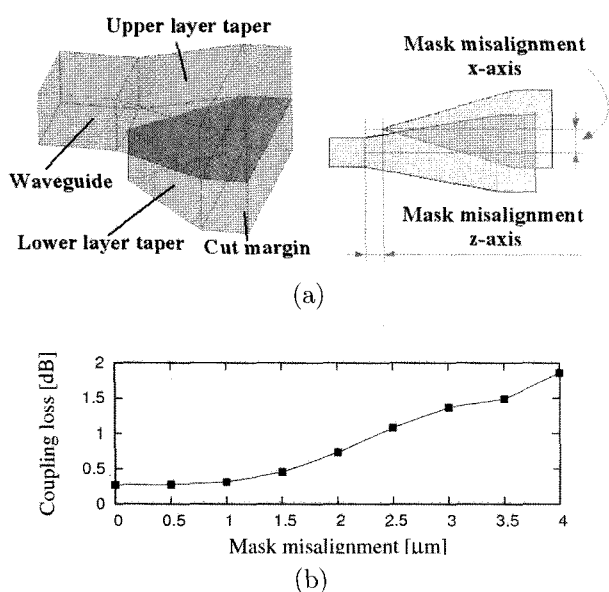 Upper layer taper
Mask misalignment
x-axis
Waveguide
Lower layer taper
Cut margin
Mask misalignment
z-axis
(a)
Coupling loss [dB]
2
1.5
1
0.5
0
0 0.5 1 1.5 2 2.5 3 3.5 4
Mask misalignment [μm]
(b)